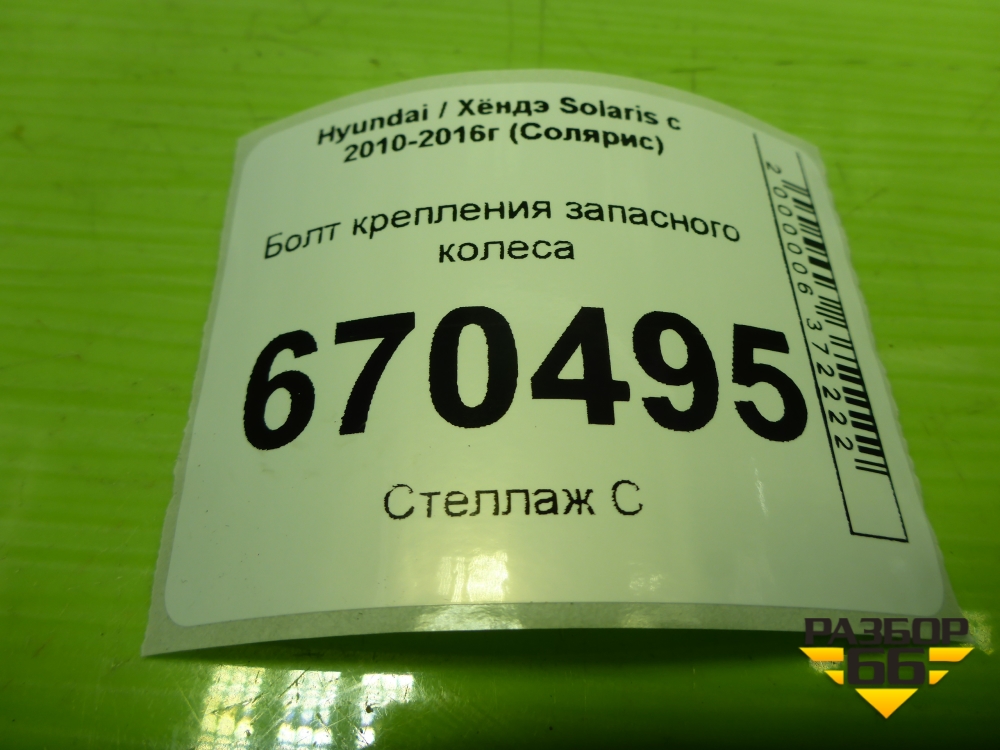 Hyundai / Хёндэ Solaris с
2010-2016г (Солярис)
Болт крепления запасного
колеса
670495
Стеллаж С
2000006372222
РАЗБОР
66